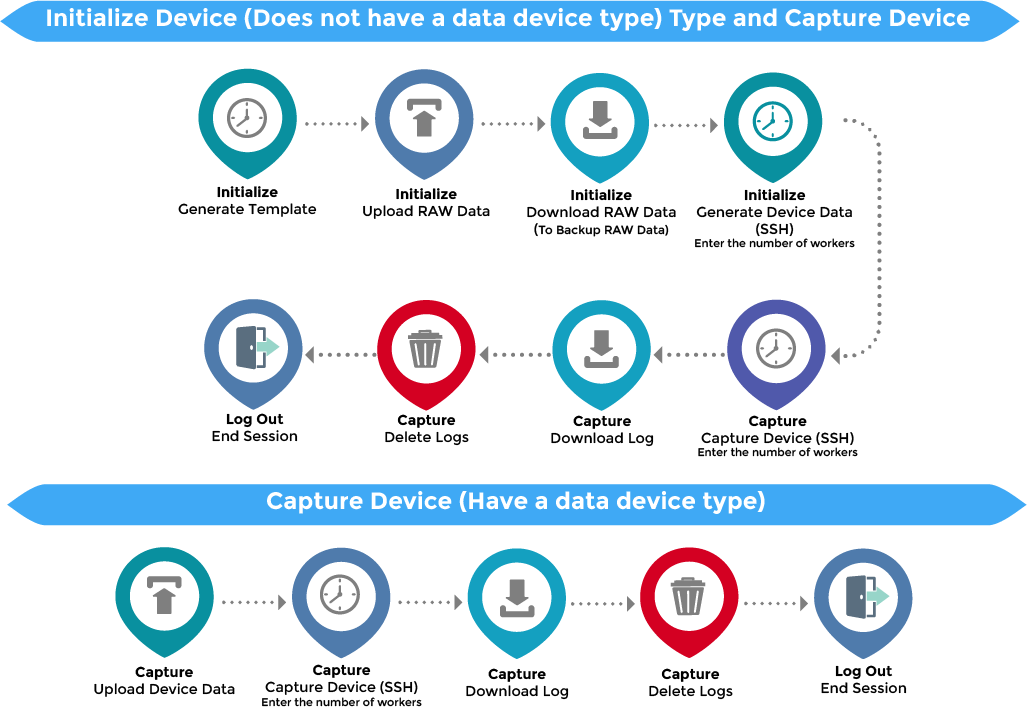 Initialize Device (Does not have a data device type) Type and Capture Device
Initialize
Generate Template
Initialize
Upload RAW Data
Initialize
Download RAW Data
(To Backup RAW Data)
Initialize
Generate Device Data
(SSH)
Enter the number of workers
Log Out
End Session
Capture
Delete Logs
Capture
Download Log
Capture
Capture Device (SSH)
Enter the number of workers
Capture Device (Have a data device type)
Capture
Upload Device Data
Capture
Capture Device (SSH)
Enter the number of workers
Capture
Download Log
Capture
Delete Logs
Log Out
End Session